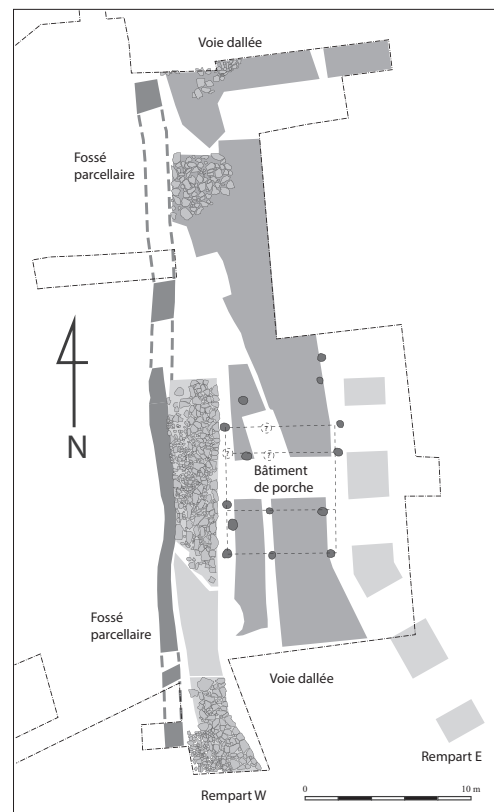 Voie dallée
Fossé
parcellaire
N
(?)
(?) (?)
Bâtiment
de porche
Fossé
parcellaire
Voie dallée
Rempart E
Rempart W
0 10 m